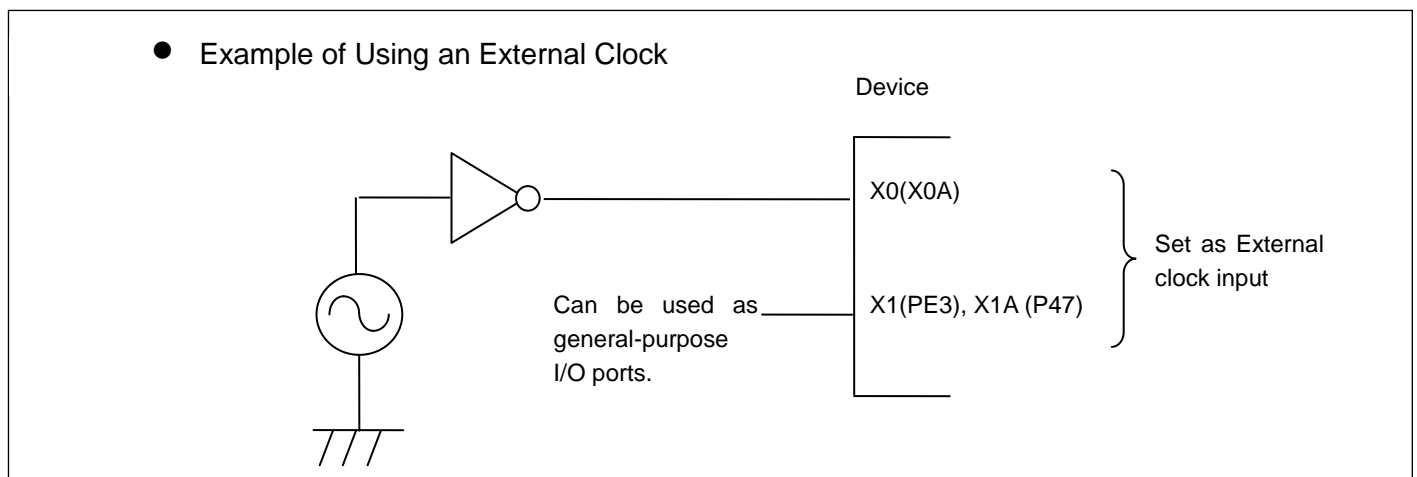 ● Example of Using an External Clock
Device
X0(X0A)
Set as External
clock input
Can be used as
general-purpose
I/O ports.
X1(PE3), X1A (P47)